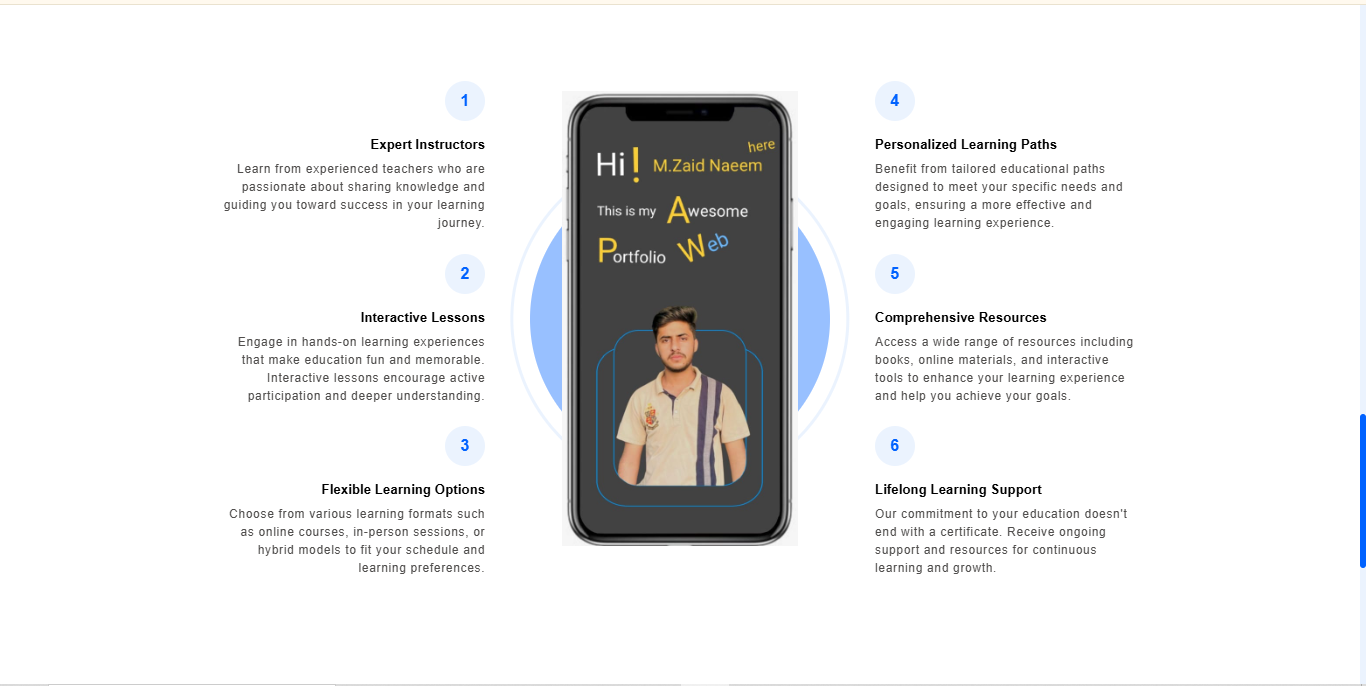 1
Expert Instructors
Learn from experienced teachers who are
passionate about sharing knowledge and
guiding you toward success in your learning
journey.
2
Interactive Lessons
Engage in hands-on learning experiences
that make education fun and memorable.
Interactive lessons encourage active
participation and deeper understanding.
3
Flexible Learning Options
Choose from various learning formats such
as online courses, in-person sessions, or
hybrid models to fit your schedule and
learning preferences.
Hi! M.Zaid Naeem here
This is my Awesome
Portfolio Web
4
Personalized Learning Paths
Benefit from tailored educational paths
designed to meet your specific needs and
goals, ensuring a more effective and
engaging learning experience.
5
Comprehensive Resources
Access a wide range of resources including
books, online materials, and interactive
tools to enhance your learning experience
and help you achieve your goals.
6
Lifelong Learning Support
Our commitment to your education doesn't
end with a certificate. Receive ongoing
support and resources for continuous
learning and growth.